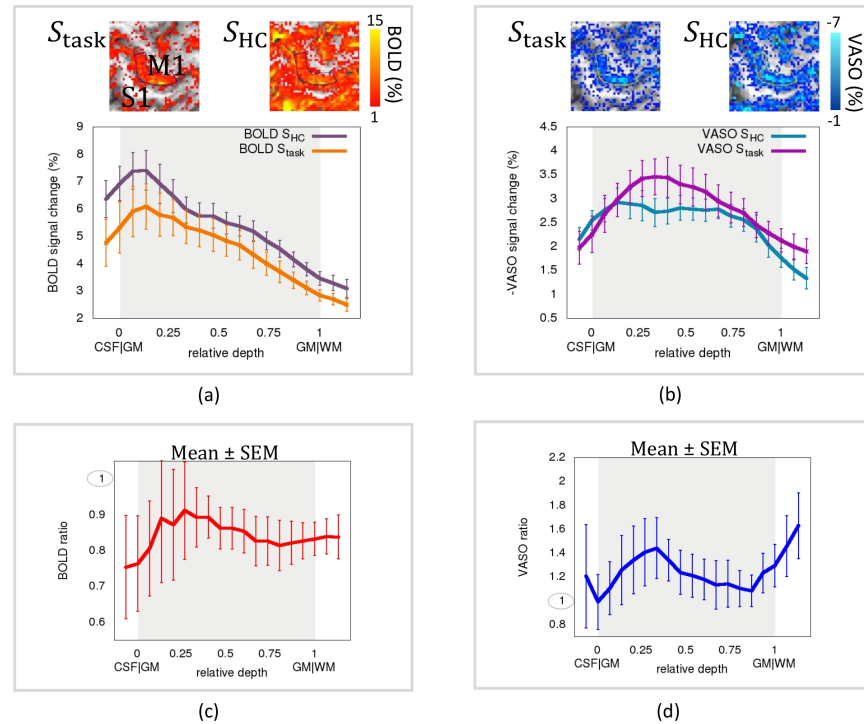 S_task
S_HC
M1
S1
15
BOLD (%)
1
BOLD S_HC
BOLD S_task
9
8
7
6
5
4
3
2
BOLD signal change (%)
0 0.25 0.5 0.75 1
CSF|GM relative depth GM|WM
(a)
S_task
S_HC
-7
VASO (%)
-1
VASO S_HC
VASO S_task
4.5
4
3.5
3
2.5
2
1.5
1
0.5
-VASO signal change (%)
0 0.25 0.5 0.75 1
CSF|GM relative depth GM|WM
(b)
Mean ± SEM
1
0.9
0.8
0.7
0.6
BOLD ratio
0 0.25 0.5 0.75 1
CSF|GM relative depth GM|WM
(c)
Mean ± SEM
2.2
2
1.8
1.6
1.4
1.2
1
0.8
VASO ratio
0 0.25 0.5 0.75 1
CSF|GM relative depth GM|WM
(d)